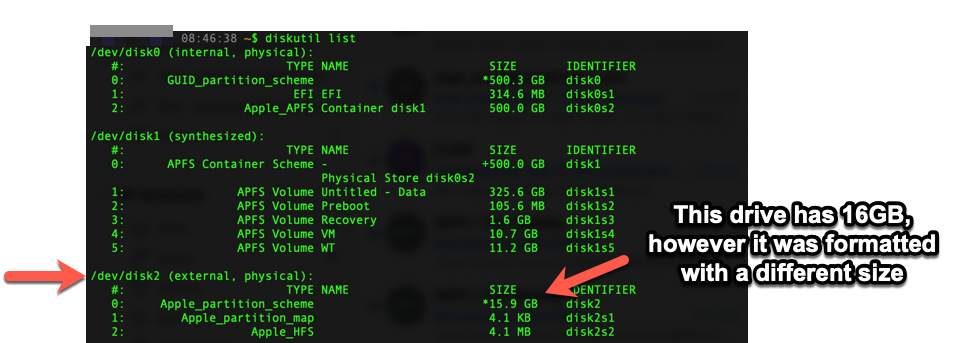 08:46:38 ~$ diskutil list
/dev/disk0 (internal, physical):
#: TYPE NAME SIZE IDENTIFIER
0: GUID_partition_scheme *500.3 GB disk0
1: EFI EFI 314.6 MB disk0s1
2: Apple_APFS Container disk1 500.0 GB disk0s2
/dev/disk1 (synthesized):
#: TYPE NAME SIZE IDENTIFIER
0: APFS Container Scheme - +500.0 GB disk1
Physical Store disk0s2
1: APFS Volume Untitled - Data 325.6 GB disk1s1
2: APFS Volume Preboot 105.6 MB disk1s2
3: APFS Volume Recovery 1.6 GB disk1s3
4: APFS Volume VM 10.7 GB disk1s4
5: APFS Volume WT 11.2 GB disk1s5
/dev/disk2 (external, physical):
#: TYPE NAME SIZE IDENTIFIER
0: Apple_partition_scheme *15.9 GB disk2
1: Apple_partition_map 4.1 KB disk2s1
2: Apple_HFS 4.1 MB disk2s2
This drive has 16GB,
however it was formatted
with a different size